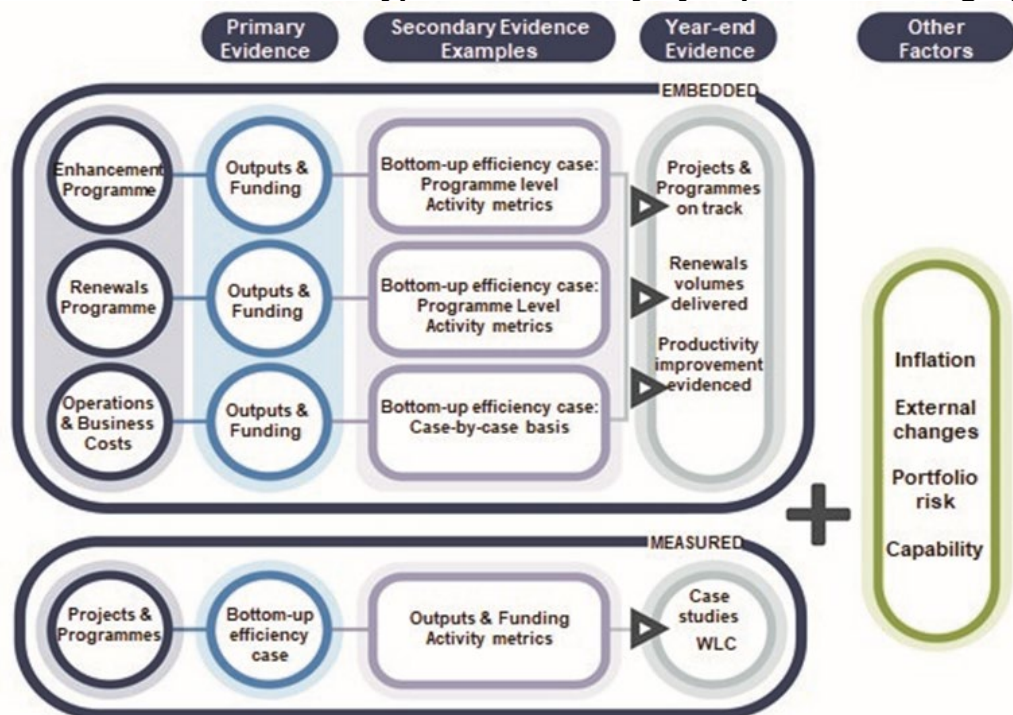 Primary
Evidence
Secondary Evidence
Examples
Year-end
Evidence
Other
Factors
EMBEDDED
Enhancement
Programme
Outputs &
Funding
Bottom-up efficiency case:
Programme level
Activity metrics
Projects &
Programmes
on track
Renewals
Programme
Outputs &
Funding
Bottom-up efficiency case:
Programme Level
Activity metrics
Renewals
volumes
delivered
Operations
& Business
Costs
Outputs &
Funding
Bottom-up efficiency case:
Case-by-case basis
Productivity
improvement
evidenced
Inflation
External
changes
Portfolio
risk
Capability
MEASURED
Projects &
Programmes
Bottom-up
efficiency
case
Outputs & Funding
Activity metrics
Case
studies
WLC